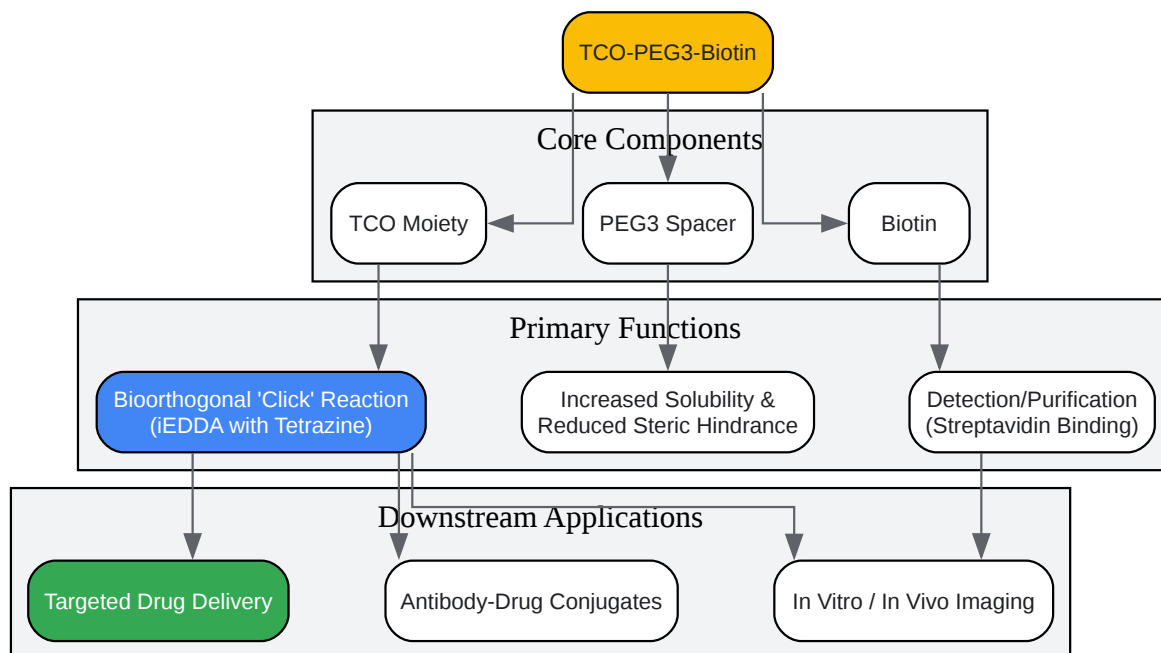 TCO-PEG3-Biotin
Core Components
TCO Moiety
PEG3 Spacer
Biotin
Primary Functions
Bioorthogonal 'Click' Reaction
(iEDDA with Tetrazine)
Increased Solubility &
Reduced Steric Hindrance
Detection/Purification
(Streptavidin Binding)
Downstream Applications
Targeted Drug Delivery
Antibody-Drug Conjugates
In Vitro / In Vivo Imaging